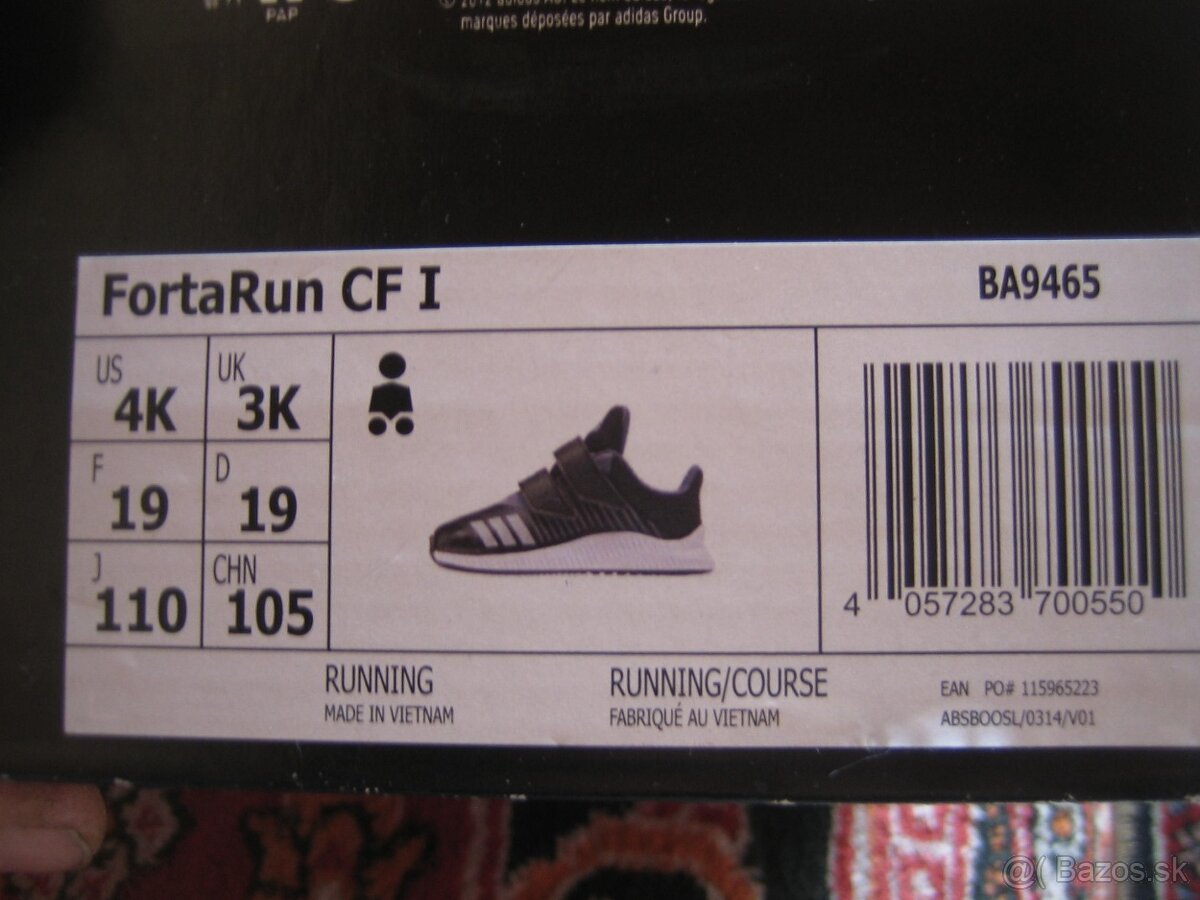 PAP
marques déposées par adidas Group.
FortaRun CF I
BA9465
US
4K
UK
3K
F
19
D
19
J
110
CHN
105
4 057283 700550
RUNNING
MADE IN VIETNAM
RUNNING/COURSE
FABRIQUÉ AU VIETNAM
EAN PO# 115965223
ABSBOOSL/0314/V01
@( Bazos.sk